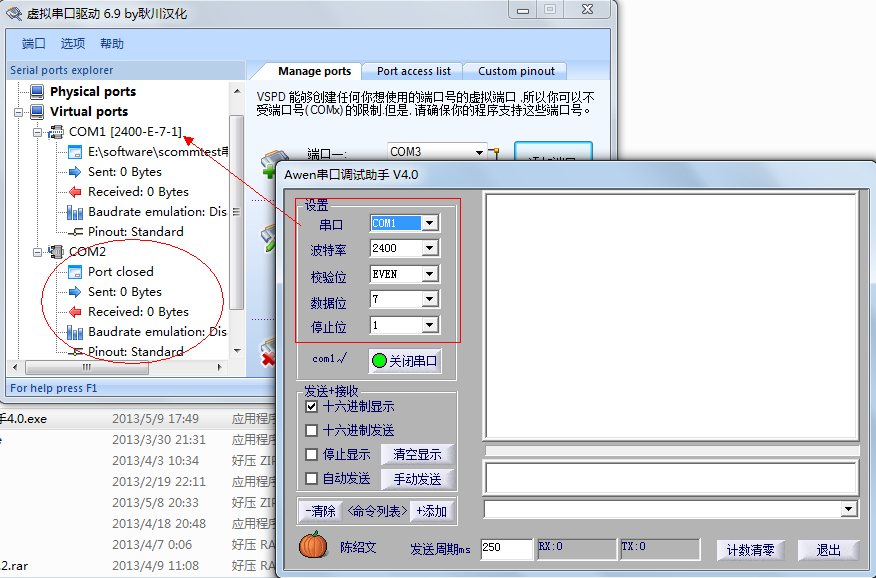 虚拟串口驱动 6.9 by耿川汉化
端口 选项 帮助
Serial ports explorer
Physical ports
Virtual ports
COM1 [2400-E-7-1]
E:\software\scommtest串
Sent: 0 Bytes
Received: 0 Bytes
Baudrate emulation: Dis
Pinout: Standard
COM2
Port closed
Sent: 0 Bytes
Received: 0 Bytes
Baudrate emulation: Dis
Pinout: Standard
For help press F1
Manage ports Port access list Custom pinout
VSPD 能够创建任何你想使用的端口号的虚拟端口 ,所以你可以不
受端口号(COMx)的限制,但是,请确保你的程序支持这些端口号。
端口一: COM3
Awen串口调试助手 V4.0
设置
串口 COM1
波特率 2400
校验位 EVEN
数据位 7
停止位 1
com1√ 关闭串口
发送+接收
十六进制显示
十六进制发送
停止显示 清空显示
自动发送 手动发送
-清除 <命令列表> +添加
陈绍文 发送周期ms 250 RX:0 TX:0 计数清零 退出
手4.0.exe 2013/5/9 17:49 应用程序
e 2013/3/30 21:31 应用程序
2013/4/3 10:34 好压 ZIP
2013/2/19 22:11 应用程序
2013/5/8 20:33 好压 ZIP
2013/4/18 20:48 应用程序
2013/4/7 0:06 好压 RA
.2.rar 2013/4/9 11:08 好压 RA